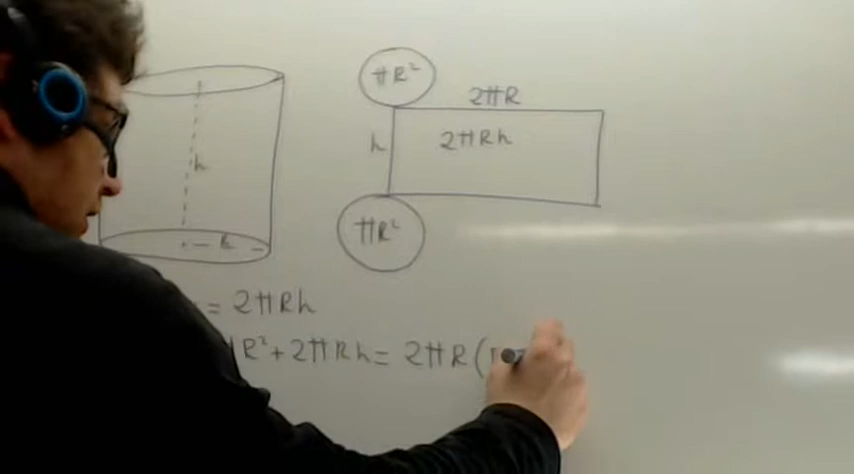 πR²
2πR
h
2πRh
h
πR²
R
= 2πRh
R² + 2πRh = 2πR(